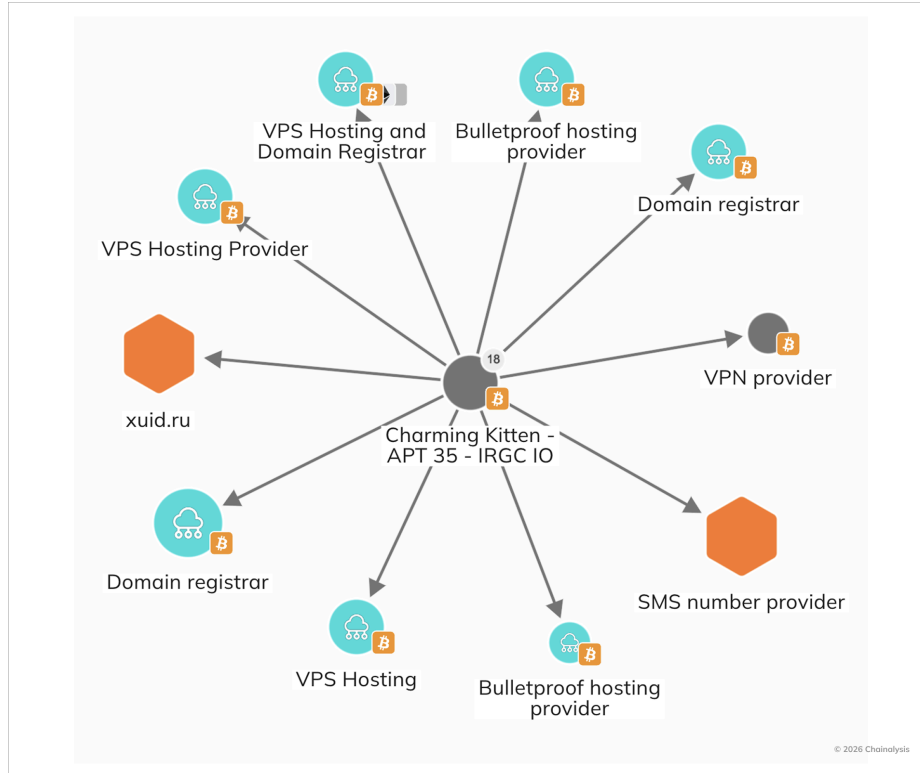 VPS Hosting and
Domain Registrar
Bulletproof hosting
provider
Domain registrar
VPS Hosting Provider
18
VPN provider
xuid.ru
Charming Kitten -
APT 35 - IRGC IO
Domain registrar
SMS number provider
VPS Hosting
Bulletproof hosting
provider
© 2026 Chainalysis